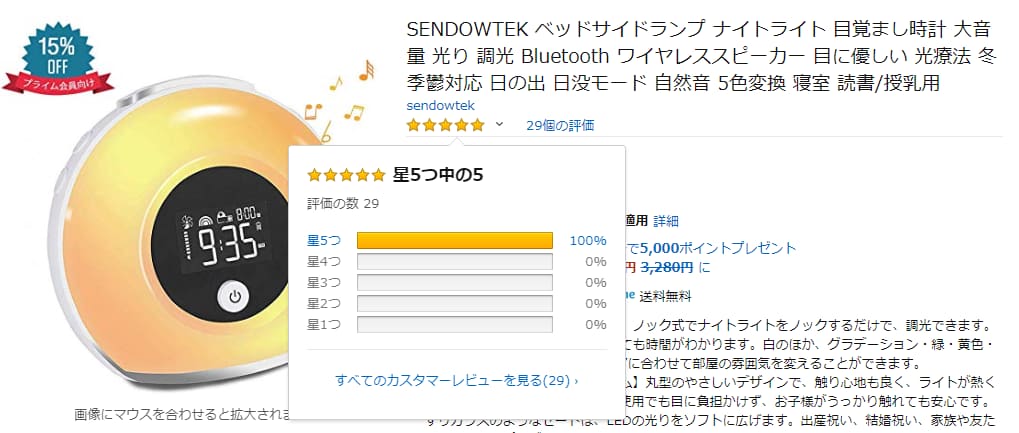 15%
OFF
プライム会員向け
8:00
9:35
画像にマウスを合わせると拡大されま
SENDOWTEK ベッドサイドランプ ナイトライト 目覚まし時計 大音
量 光り 調光 Bluetooth ワイヤレススピーカー 目に優しい 光療法 冬
季鬱対応 日の出 日没モード 自然音 5色変換 寝室 読書/授乳用
sendowtek
29個の評価
星5つ中の5
評価の数 29
星5つ 100%
星4つ 0%
星3つ 0%
星2つ 0%
星1つ 0%
すべてのカスタマーレビューを見る(29) ›
適用 詳細
で5,000ポイントプレゼント
円 3,280円 に
送料無料
ノック式でナイトライトをノックするだけで、調光できます。
ても時間がわかります。白のほか、グラデーション・緑・黄色・
に合わせて部屋の雰囲気を変えることができます。
】丸型のやさしいデザインで、触り心地も良く、ライトが熱く
使用でも目に負担かけず、お子様がうっかり触れても安心です。
すりガラスのようなセードは、LEDの光りをソフトに広げます。出産祝い、結婚祝い、家族や友た